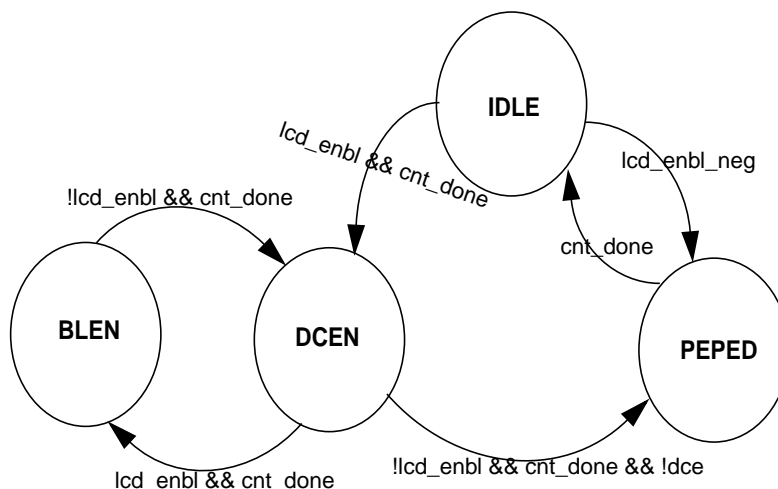 IDLE
lcd_enbl && cnt_done
lcd_enbl_neg
!lcd_enbl && cnt_done
cnt_done
BLEN
DCEN
PEPED
!lcd_enbl && cnt_done && !dce
lcd_enbl && cnt_done